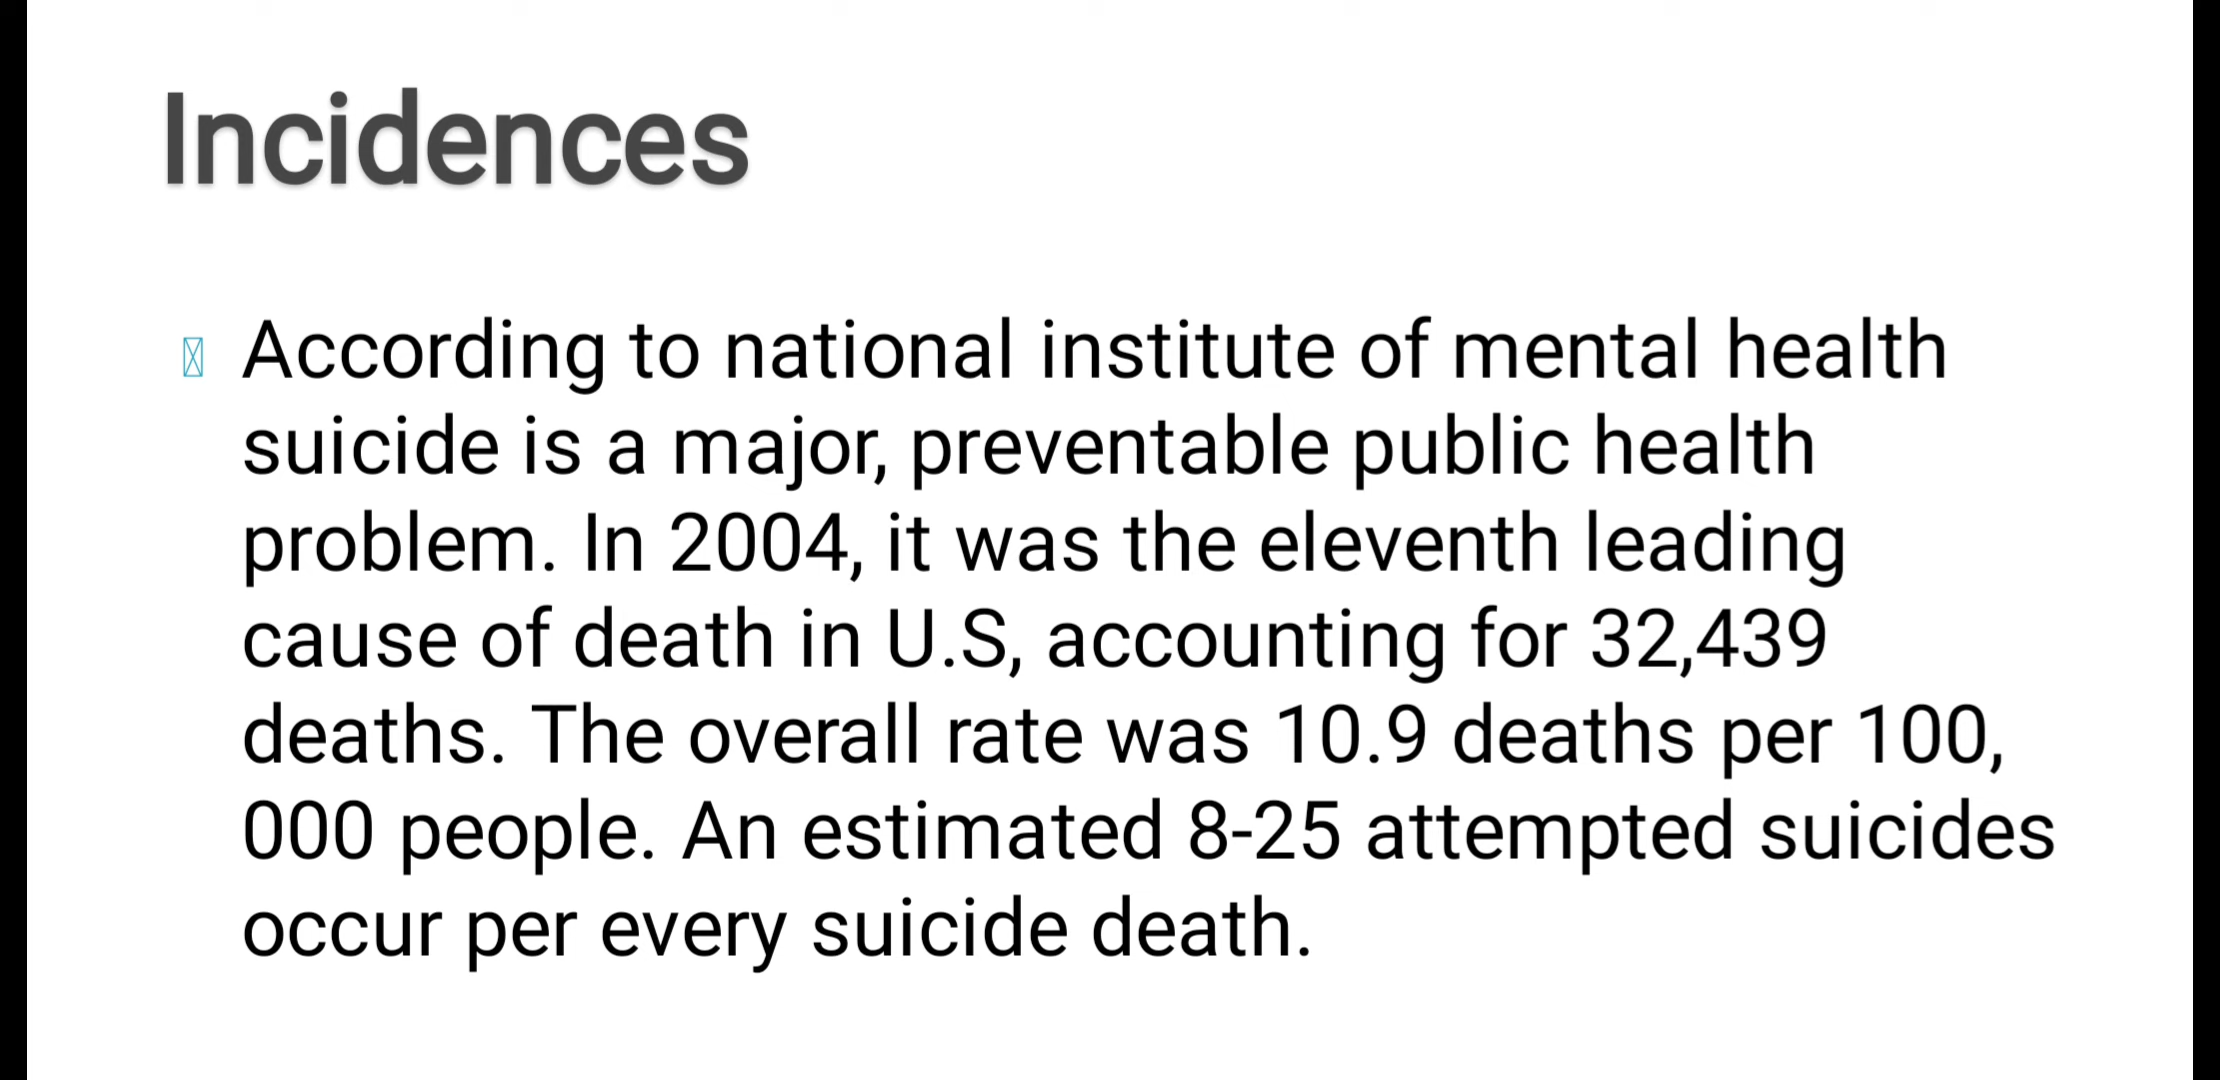 Incidences
According to national institute of mental health
suicide is a major, preventable public health
problem. In 2004, it was the eleventh leading
cause of death in U.S, accounting for 32,439
deaths. The overall rate was 10.9 deaths per 100,
000 people. An estimated 8-25 attempted suicides
occur per every suicide death.